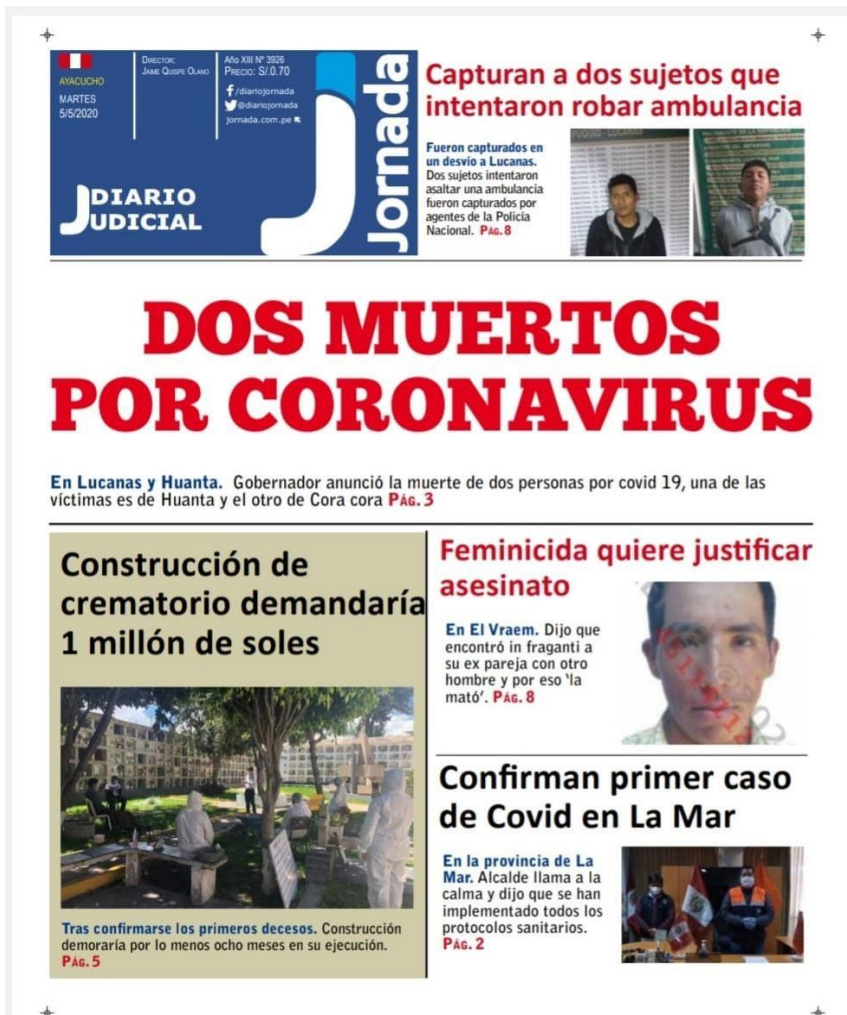 AYACUCHO
MARTES
5/5/2020
DIRECTOR:
JAIME QUISPE OLANO
Año XIII Nº 3926
PRECIO: S/.0.70
/diariojornada
@diariojornada
jornada.com.pe
DIARIO
JUDICIAL
Jornada
Capturan a dos sujetos que
intentaron robar ambulancia
Fueron capturados en
un desvío a Lucanas.
Dos sujetos intentaron
asaltar una ambulancia
fueron capturados por
agentes de la Policía
Nacional. PÁG.8
PUQUIO - LUCANAS
DOS MUERTOS
POR CORONAVIRUS
En Lucanas y Huanta. Gobernador anunció la muerte de dos personas por covid 19, una de las
víctimas es de Huanta y el otro de Cora cora PÁG.3
Construcción de
crematorio demandaría
1 millón de soles
Tras confirmarse los primeros decesos. Construcción
demoraría por lo menos ocho meses en su ejecución.
PÁG.5
Feminicida quiere justificar
asesinato
En El Vraem. Dijo que
encontró in fraganti a
su ex pareja con otro
hombre y por eso 'la
mató'. PÁG.8
Confirman primer caso
de Covid en La Mar
En la provincia de La
Mar. Alcalde llama a la
calma y dijo que se han
implementado todos los
protocolos sanitarios.
PÁG.2